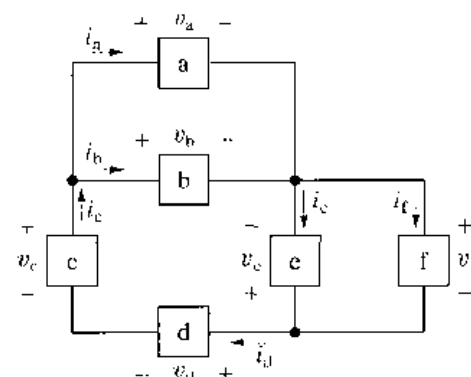 + v_a −
i_a
a
+ v_b −
i_b
b
i_c
i_e
i_f
+
−
+
v_c
c
v_e
e
f
v
−
+
−
d
i_d
− v_d +